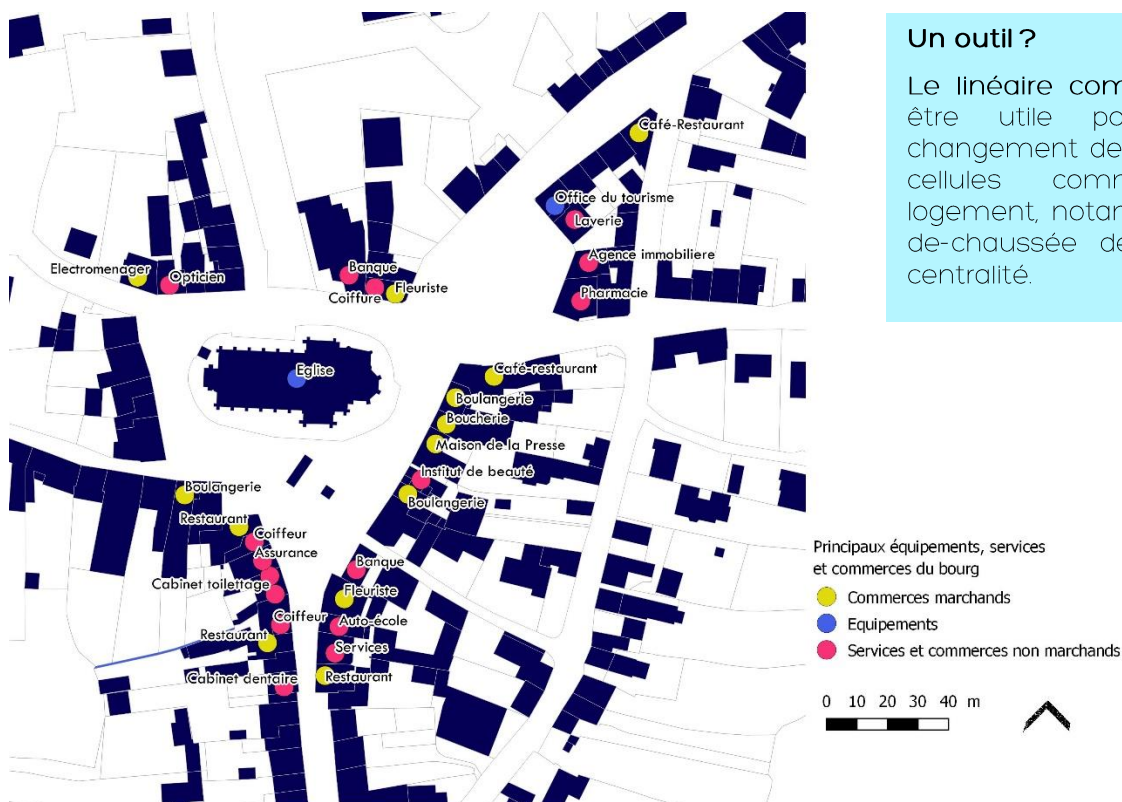 Un outil ?
Le linéaire com
être utile po
changement de
cellules comm
logement, notan
de-chaussée de
centralité.
Café-Restaurant
Office du tourisme
Laverie
Agence immobiliere
Pharmacie
Electromenager
Opticien
Banque
Coiffure
Fleuriste
Eglise
Café-restaurant
Boulangerie
Boucherie
Maison de la Presse
Institut de beauté
Boulangerie
Boulangerie
Restaurant
Coiffeur
Assurance
Cabinet toilettage
Coiffeur
Restaurant
Cabinet dentaire
Banque
Fleuriste
Auto-école
Services
Restaurant
Principaux équipements, services
et commerces du bourg
Commerces marchands
Equipements
Services et commerces non marchands
0 10 20 30 40 m